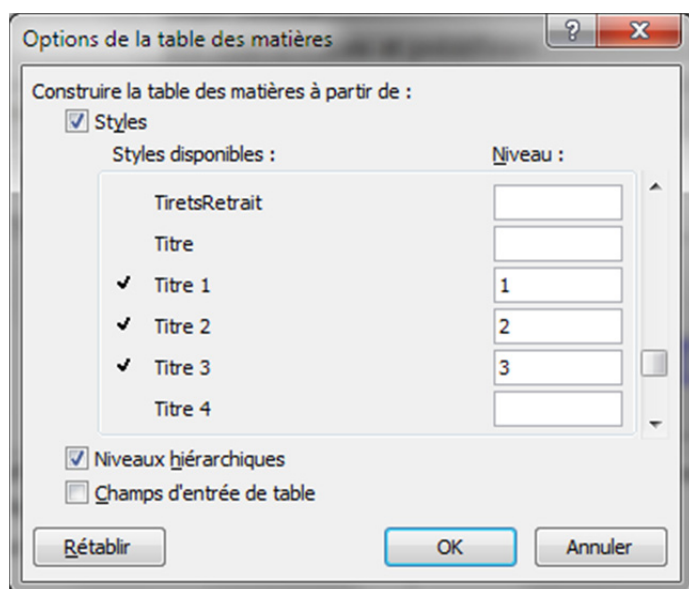 Options de la table des matières
Construire la table des matières à partir de :
Styles
Styles disponibles : Niveau :
TiretsRetrait
Titre
Titre 1 1
Titre 2 2
Titre 3 3
Titre 4
Niveaux hiérarchiques
Champs d'entrée de table
Rétablir OK Annuler